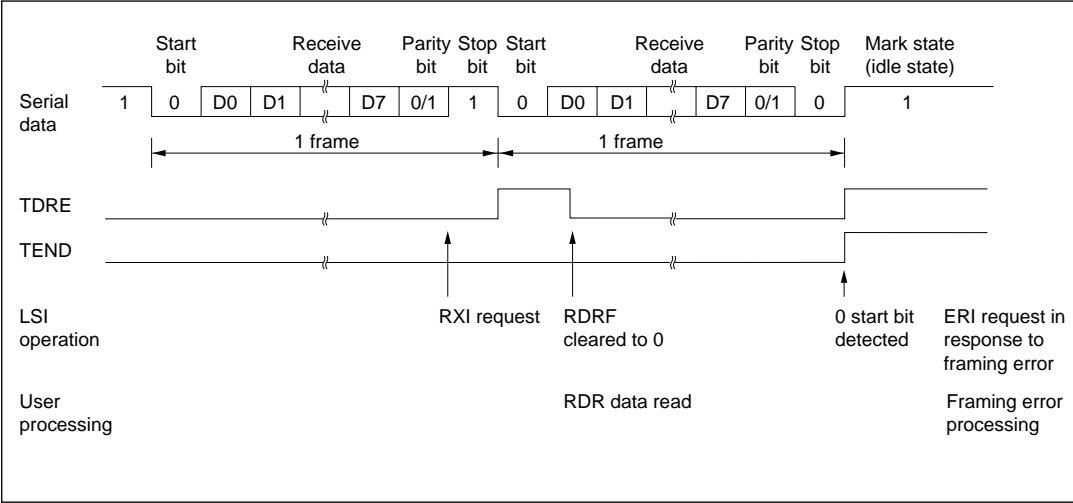 Start bit Receive data Parity bit Stop bit Start bit Receive data Parity bit Stop bit Mark state (idle state)
Serial data 1 0 D0 D1 D7 0/1 1 0 D0 D1 D7 0/1 0 1
1 frame 1 frame
TDRE
TEND
LSI operation RXI request RDRF cleared to 0 0 start bit detected ERI request in response to framing error
User processing RDR data read Framing error processing